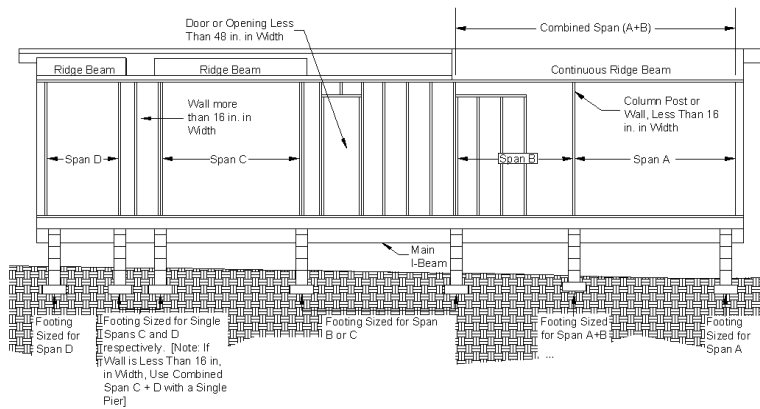 Door or Opening Less
Than 48 in. in Width
Combined Span (A+B)
Ridge Beam
Ridge Beam
Continuous Ridge Beam
Wall more
than 16 in. in
Width
Column Post or
Wall, Less Than 16
in. in Width
Span D
Span C
Span B
Span A
Main
I-Beam
Footing
Sized for
Span D
Footing Sized for Single
Spans C and D
respectively. [Note: If
Wall is Less Than 16 in,
in Width, Use Combined
Span C + D with a Single
Pier]
Footing Sized for Span
B or C
Footing Sized
for Span A+B
...
Footing
Sized for
Span A